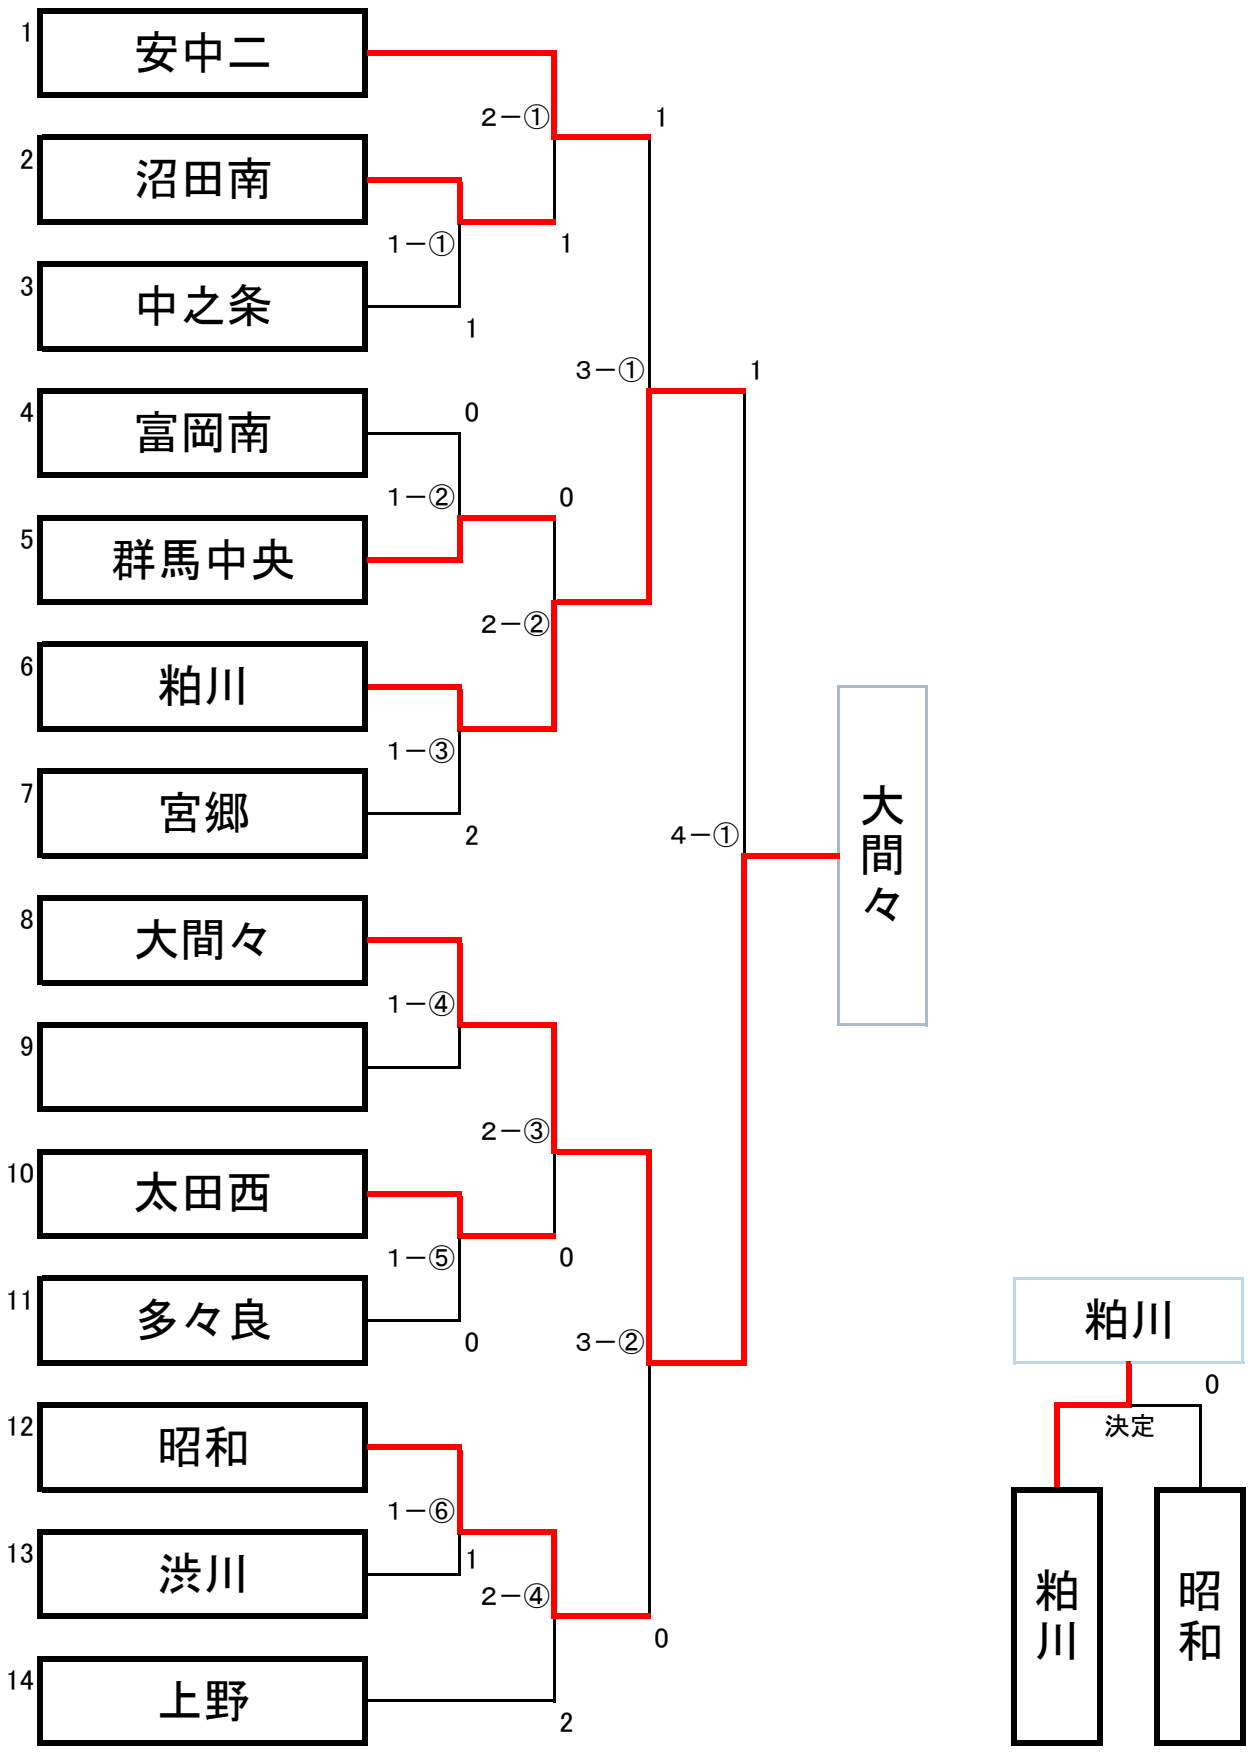 1
安中二
2－①
1
2
沼田南
1－①
1
3
中之条
1
3－①
1
4
富岡南
0
1－②
0
5
群馬中央
2－②
6
粕川
1－③
7
宮郷
2
4－①
大間々
8
大間々
1－④
9
2－③
10
太田西
1－⑤
0
11
多々良
0
3－②
12
昭和
1－⑥
13
渋川
1
2－④
0
14
上野
2
粕川
0
決定
粕川
昭和